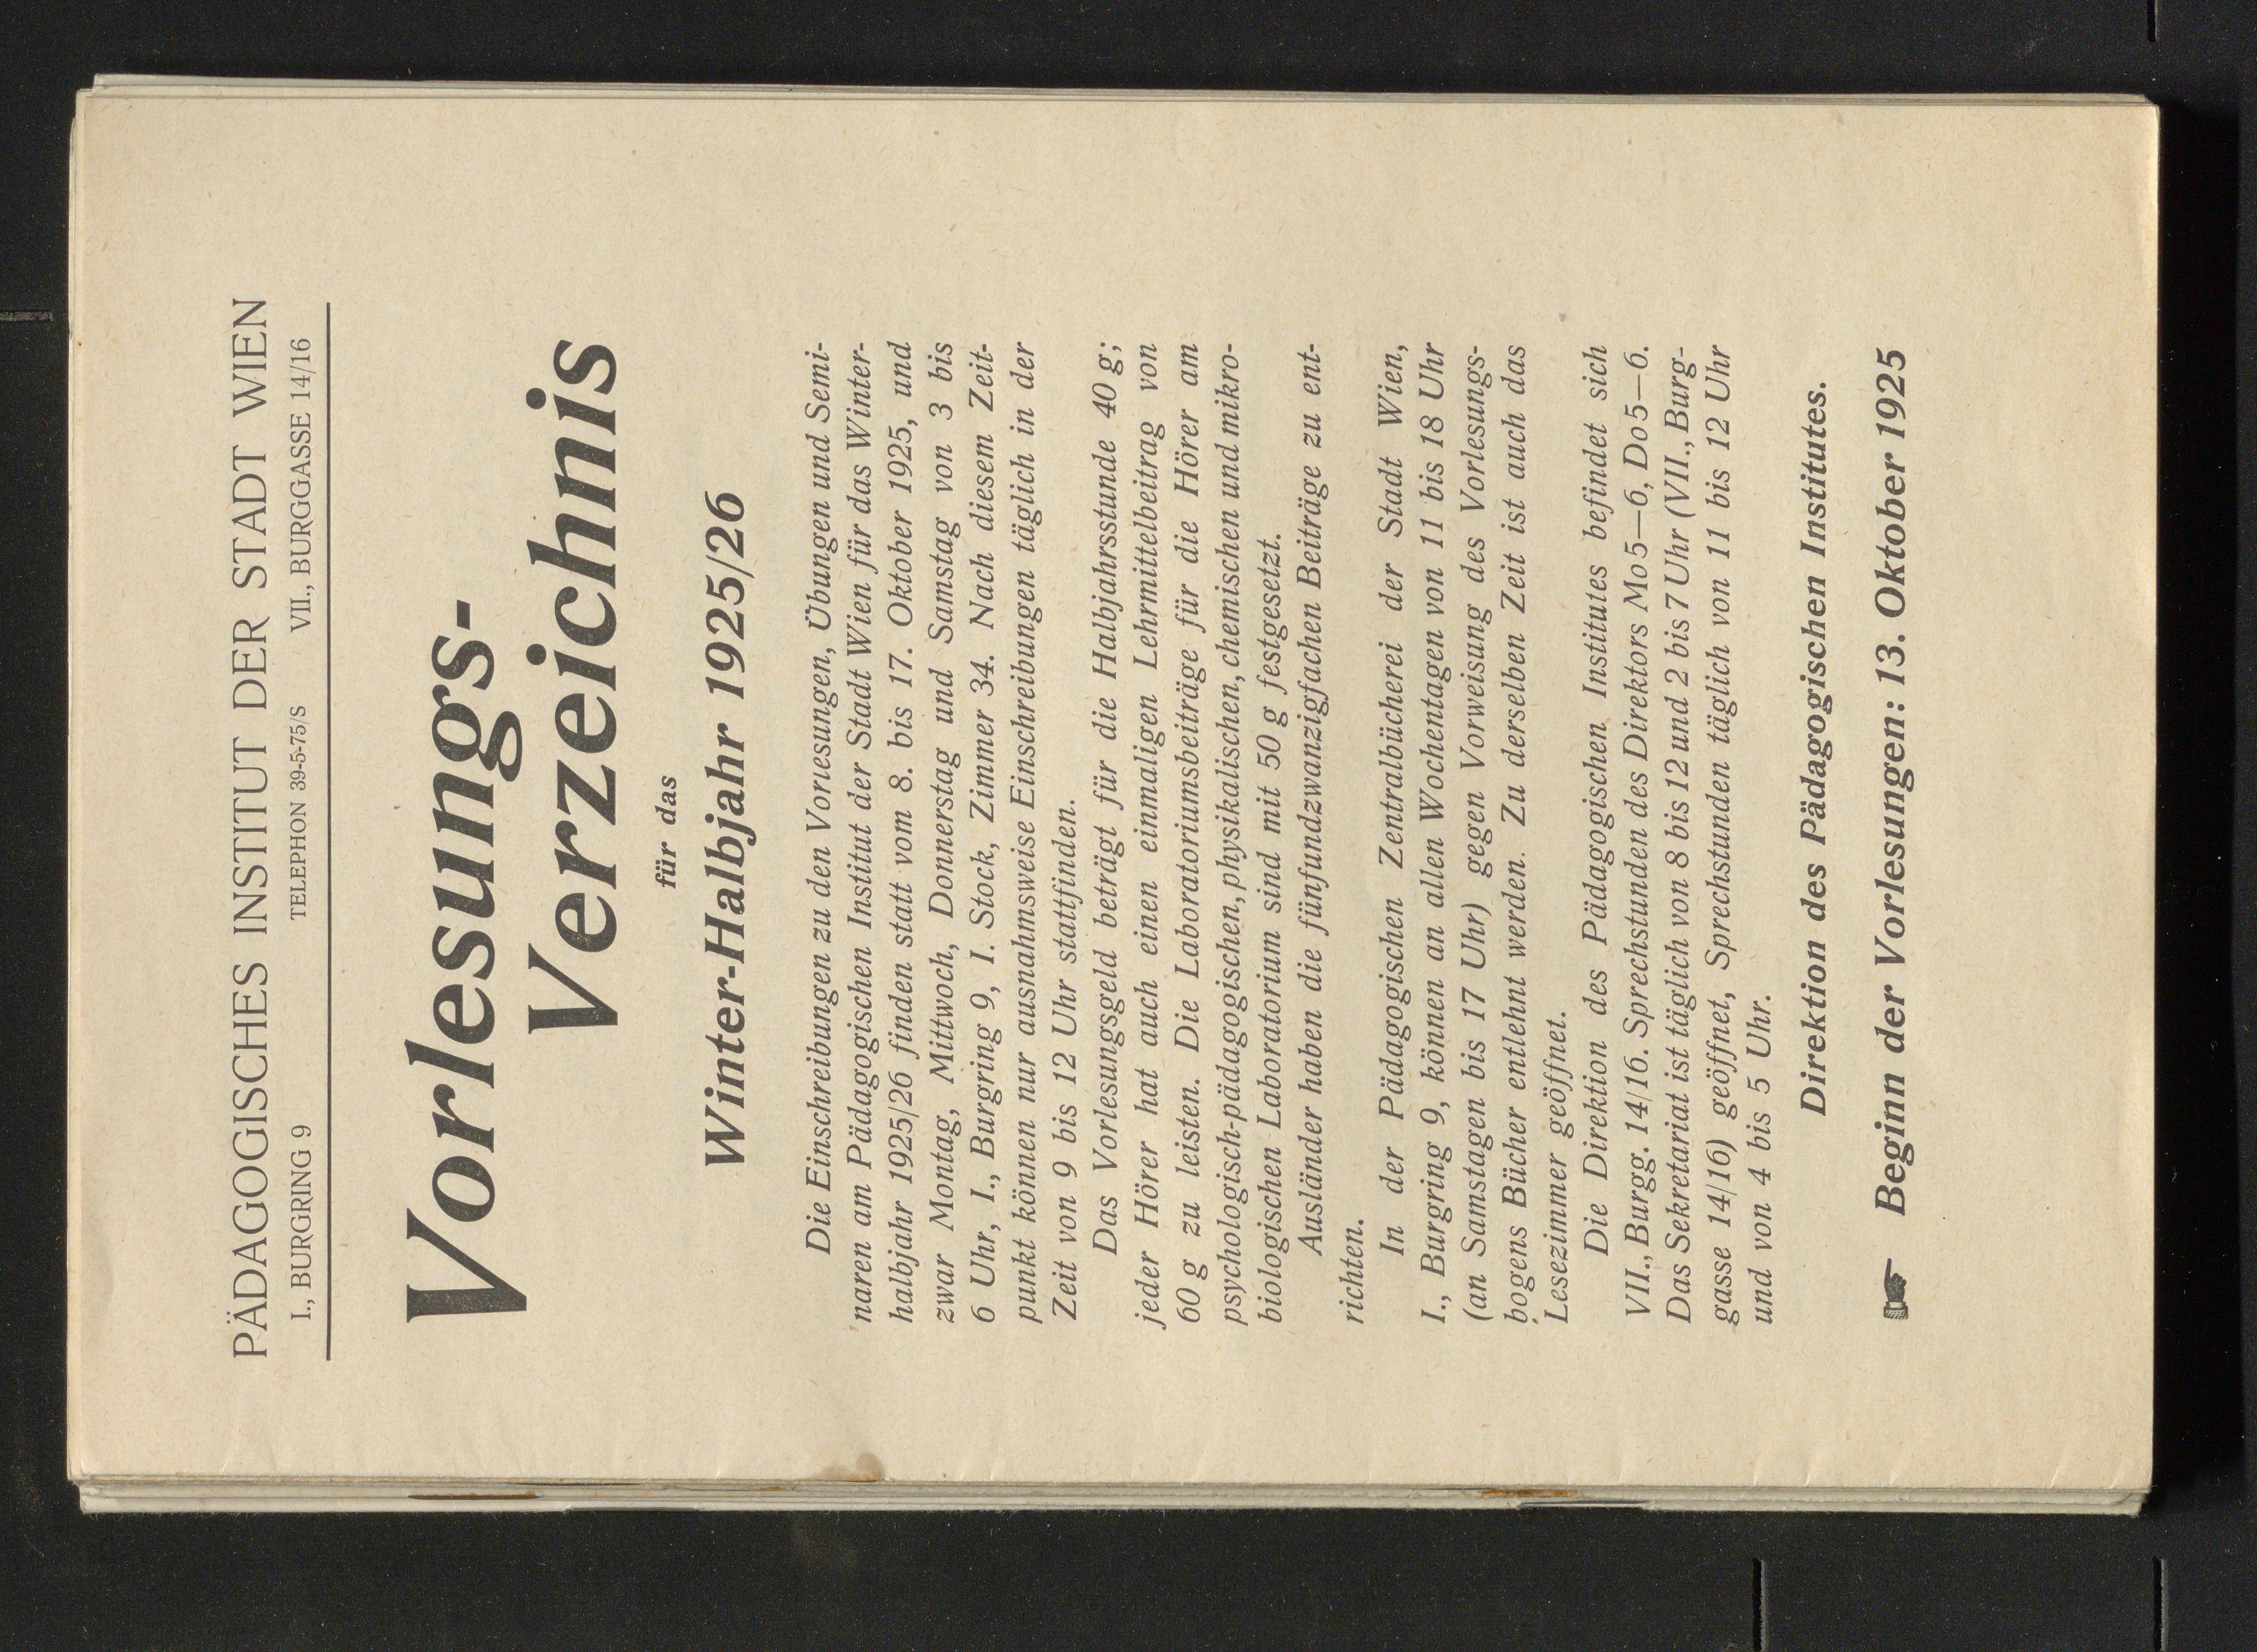 PÄDAGOGISCHES INSTITUT DER STADT WIEN
I., BURGRING 9 TELEPHON 39-5-75/S VII., BURGGASSE 14/16
Vorlesungs-
Verzeichnis
für das
Winter-Halbjahr 1925/26
Die Einschreibungen zu den Vorlesungen, Übungen und Semi-
naren am Pädagogischen Institut der Stadt Wien für das Winter-
halbjahr 1925/26 finden statt vom 8. bis 17. Oktober 1925, und
zwar Montag, Mittwoch, Donnerstag und Samstag von 3 bis
6 Uhr, I., Burgring 9, I. Stock, Zimmer 34. Nach diesem Zeit-
punkt können nur ausnahmsweise Einschreibungen täglich in der
Zeit von 9 bis 12 Uhr stattfinden.
Das Vorlesungsgeld beträgt für die Halbjahrsstunde 40 g;
jeder Hörer hat auch einen einmaligen Lehrmittelbeitrag von
60 g zu leisten. Die Laboratoriumsbeiträge für die Hörer am
psychologisch-pädagogischen, physikalischen, chemischen und mikro-
biologischen Laboratorium sind mit 50 g festgesetzt.
Ausländer haben die fünfundzwanzigfachen Beiträge zu ent-
richten.
In der Pädagogischen Zentralbücherei der Stadt Wien,
I., Burgring 9, können an allen Wochentagen von 11 bis 18 Uhr
(an Samstagen bis 17 Uhr) gegen Vorweisung des Vorlesungs-
bogens Bücher entlehnt werden. Zu derselben Zeit ist auch das
Lesezimmer geöffnet.
Die Direktion des Pädagogischen Institutes befindet sich
VII., Burgg. 14/16. Sprechstunden des Direktors Mo 5—6, Do 5—6.
Das Sekretariat ist täglich von 8 bis 12 und 2 bis 7 Uhr (VII., Burg-
gasse 14/16) geöffnet, Sprechstunden täglich von 11 bis 12 Uhr
und von 4 bis 5 Uhr.
Direktion des Pädagogischen Institutes.
☛ Beginn der Vorlesungen: 13. Oktober 1925